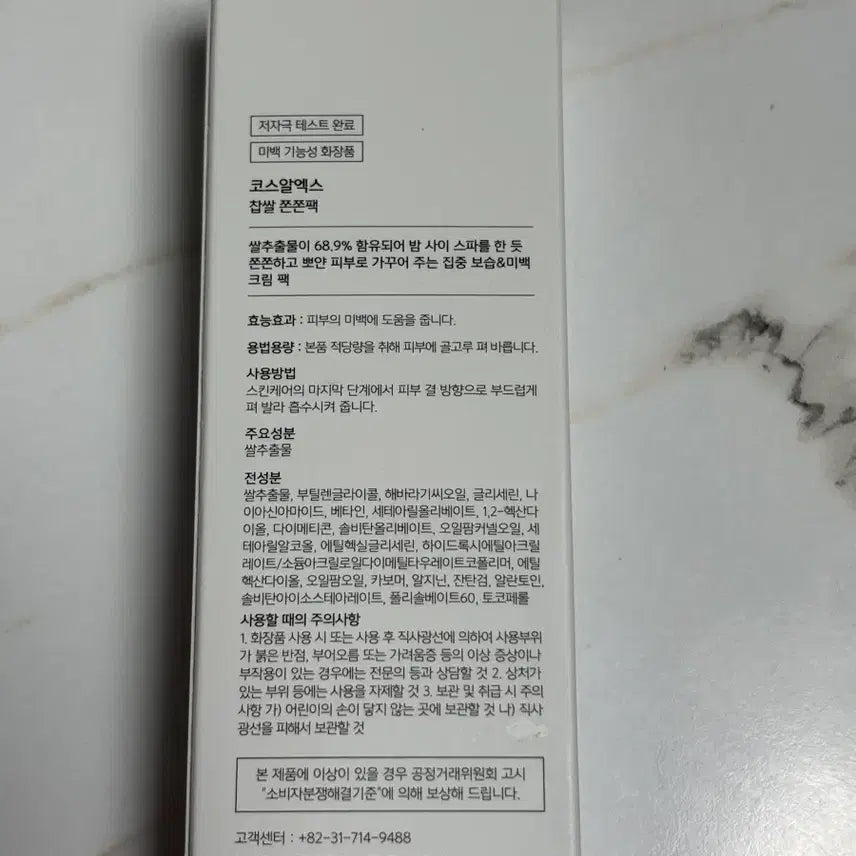 저자극 테스트 완료
미백 기능성 화장품
코스알엑스
찹쌀 쫀쫀팩
쌀추출물이 68.9% 함유되어 밤 사이 스파를 한 듯
쫀쫀하고 뽀얀 피부로 가꾸어 주는 집중 보습&미백
크림 팩
효능효과 : 피부의 미백에 도움을 줍니다.
용법용량 : 본품 적당량을 취해 피부에 골고루 펴 바릅니다.
사용방법
스킨케어의 마지막 단계에서 피부 결 방향으로 부드럽게
펴 발라 흡수시켜 줍니다.
주요성분
쌀추출물
전성분
쌀추출물, 부틸렌글라이콜, 해바라기씨오일, 글리세린, 나
이아신아마이드, 베타인, 세테아릴올리베이트, 1,2-헥산다
이올, 다이메티콘, 솔비탄올리베이트, 오일팜커넬오일, 세
테아릴알코올, 에틸헥실글리세린, 하이드록시에틸아크릴
레이트/소듐아크릴로일다이메틸타우레이트코폴리머, 에틸
헥산다이올, 오일팜오일, 카보머, 알지닌, 잔탄검, 알란토인,
솔비탄아이소스테아레이트, 폴리솔베이트60, 토코페롤
사용할 때의 주의사항
1. 화장품 사용 시 또는 사용 후 직사광선에 의하여 사용부위
가 붉은 반점, 부어오름 또는 가려움증 등의 이상 증상이나
부작용이 있는 경우에는 전문의 등과 상담할 것 2. 상처가
있는 부위 등에는 사용을 자제할 것 3. 보관 및 취급 시 주의
사항 가) 어린이의 손이 닿지 않는 곳에 보관할 것 나) 직사
광선을 피해서 보관할 것
본 제품에 이상이 있을 경우 공정거래위원회 고시
"소비자분쟁해결기준"에 의해 보상해 드립니다.
고객센터 : +82-31-714-9488